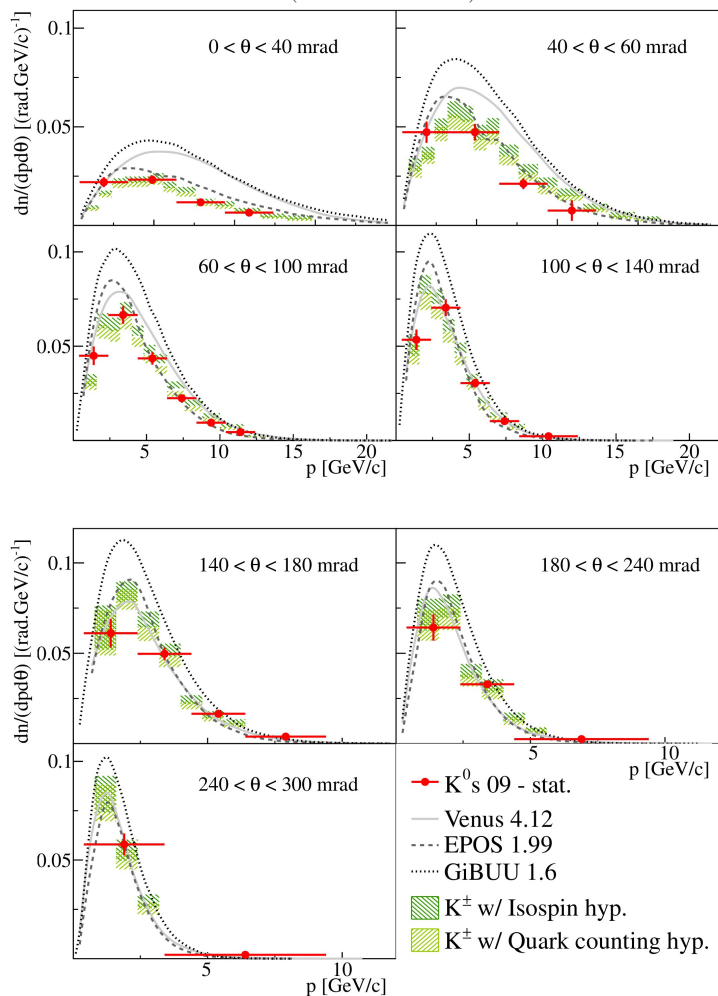 dn/(dpdθ) [(rad.GeV/c)⁻¹]
0 < θ < 40 mrad
40 < θ < 60 mrad
0.1
0.05
60 < θ < 100 mrad
100 < θ < 140 mrad
0.1
0.05
5 10 15 20
5 10 15 20
p [GeV/c]
p [GeV/c]
dn/(dpdθ) [(rad.GeV/c)⁻¹]
140 < θ < 180 mrad
180 < θ < 240 mrad
0.1
0.05
5 10
p [GeV/c]
240 < θ < 300 mrad
0.1
0.05
5 10
p [GeV/c]
K⁰s 09 - stat.
Venus 4.12
EPOS 1.99
GiBUU 1.6
K± w/ Isospin hyp.
K± w/ Quark counting hyp.